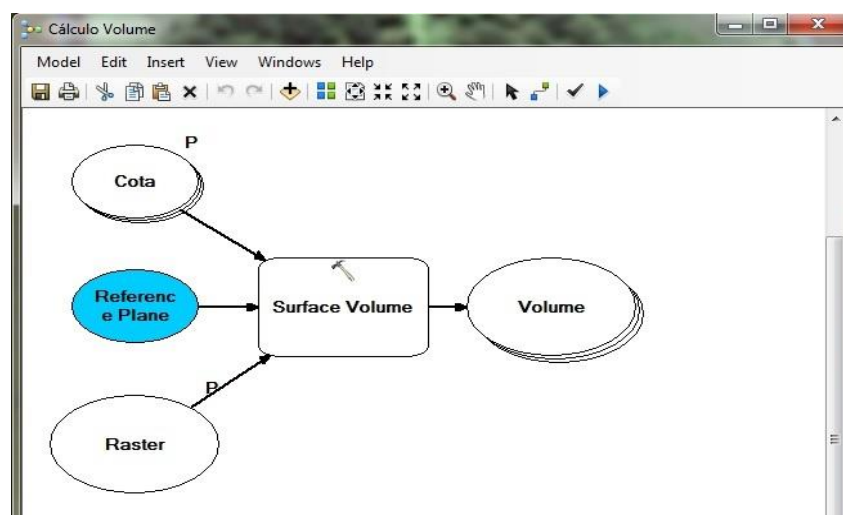 Cálculo Volume
Model Edit Insert View Windows Help
P
Cota
Referenc
e Plane
Surface Volume
Volume
P
Raster